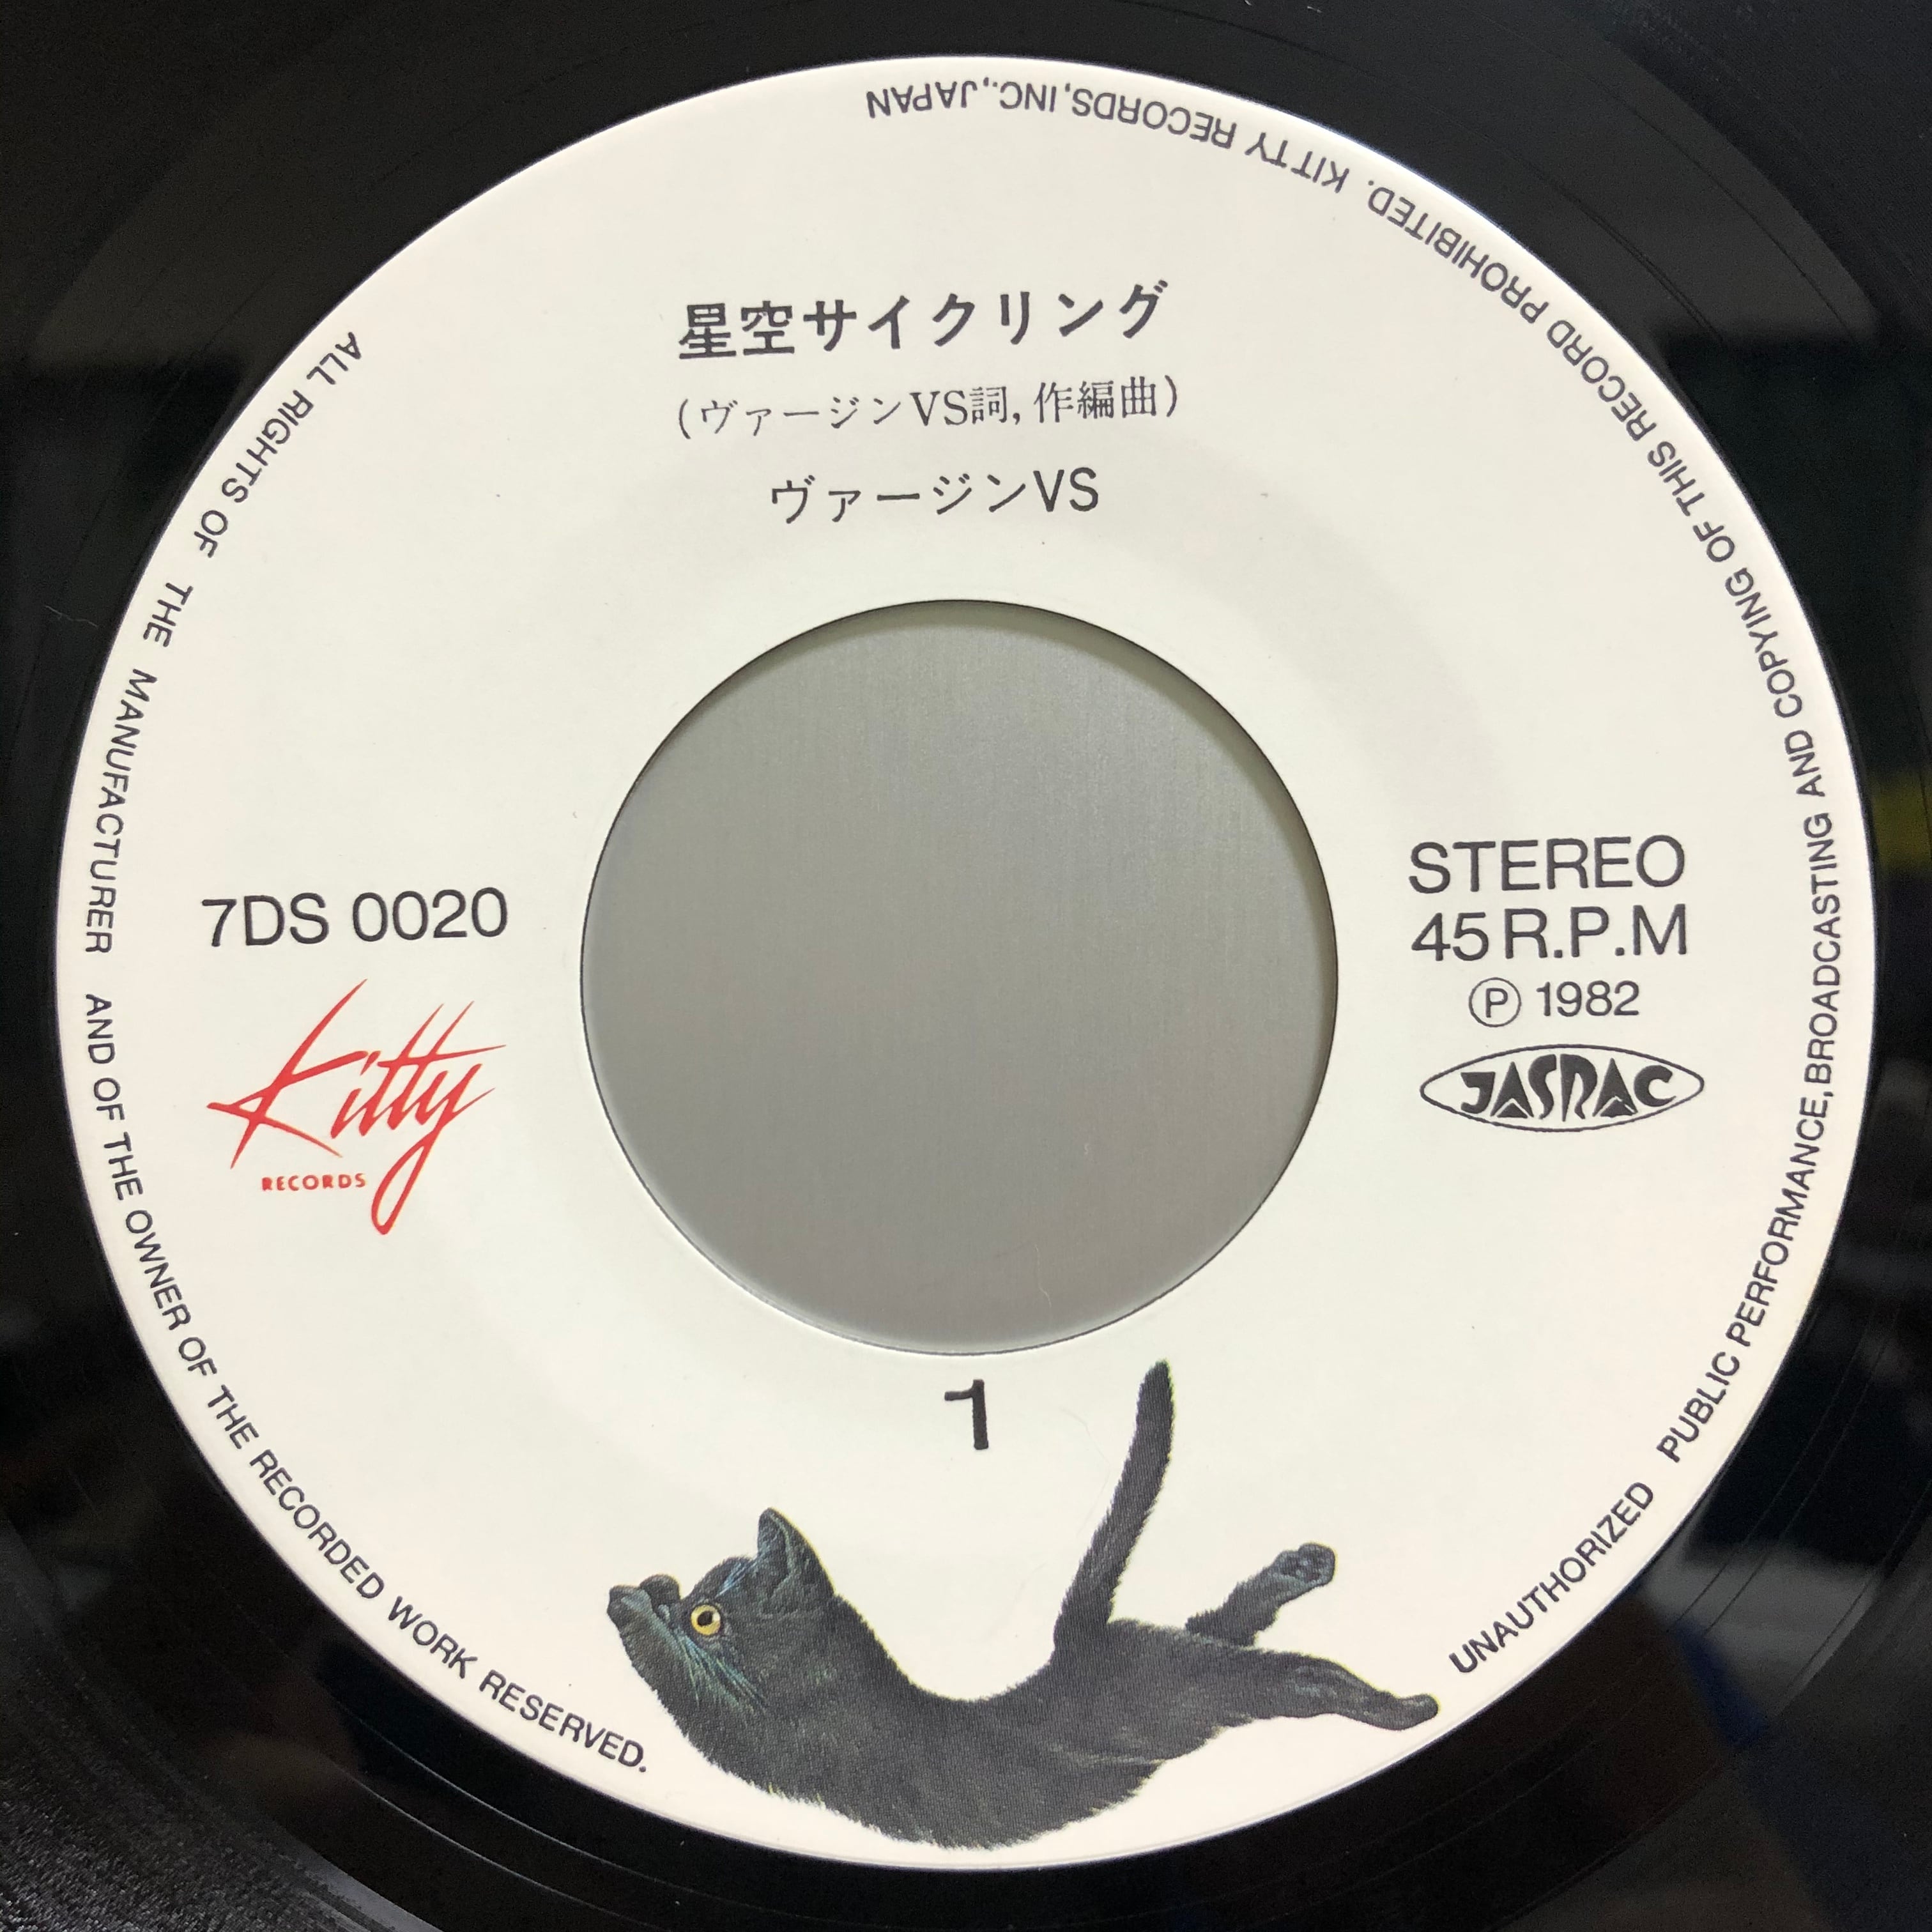 星空サイクリング
(ヴァージンVS詞,作編曲)
ヴァージンVS
7DS 0020
Kitty
RECORDS
STEREO
45 R.P.M
Ⓟ 1982
JASRAC
1
ALL RIGHTS OF THE MANUFACTURER AND OF THE OWNER OF THE RECORDED WORK RESERVED.
UNAUTHORIZED PUBLIC PERFORMANCE, BROADCASTING AND COPYING OF THIS RECORD PROHIBITED. KITTY RECORDS, INC., JAPAN